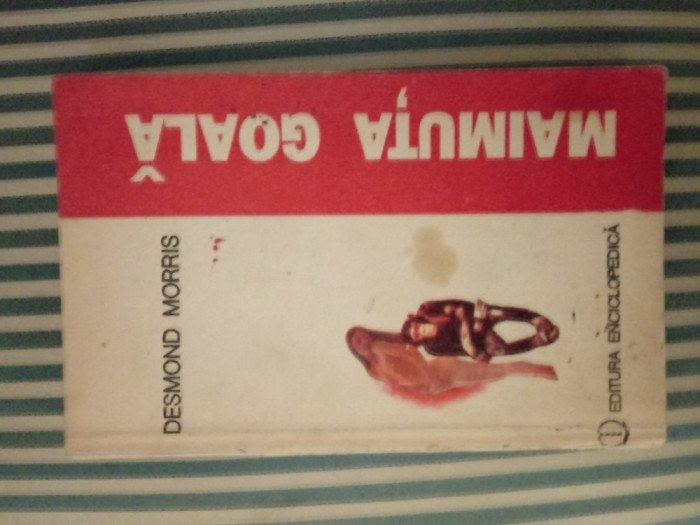 DESMOND MORRIS
MAIMUȚA GOALĂ
EDITURA ENCICLOPEDICĂ